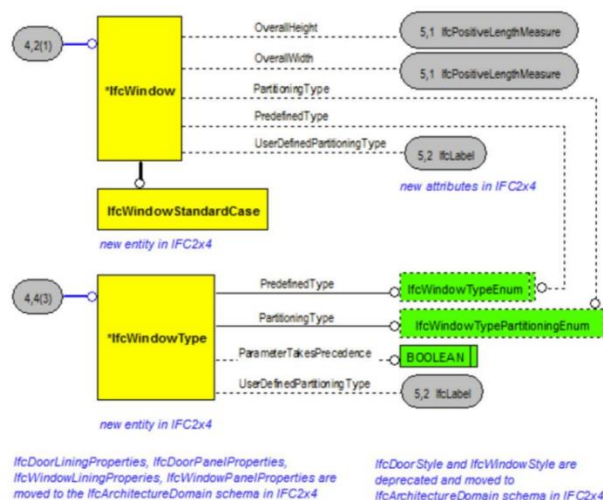 OverallHeight
5,1 IfcPositiveLengthMeasure
4,2(1)
OverallWidth
5,1 IfcPositiveLengthMeasure
*IfcWindow
PartitioningType
PredefinedType
UserDefinedPartitioningType
5,2 IfcLabel
new attributes in IFC2x4
IfcWindowStandardCase
new entity in IFC2x4
4,4(3)
PredefinedType
IfcWindowTypeEnum
PartitioningType
IfcWindowTypePartitioningEnum
*IfcWindowType
ParameterTakesPrecedence
BOOLEAN
UserDefinedPartitioningType
5,2 IfcLabel
new entity in IFC2x4
IfcDoorLiningProperties, IfcDoorPanelProperties,
IfcWindowLiningProperies, IfcWindowPanelProperties are
moved to the IfcArchitectureDomain schema in IFC2x4
IfcDoorStyle and IfcWindowStyle are
deprecated and moved to
IfcArchitectureDomain schema in IFC2x4